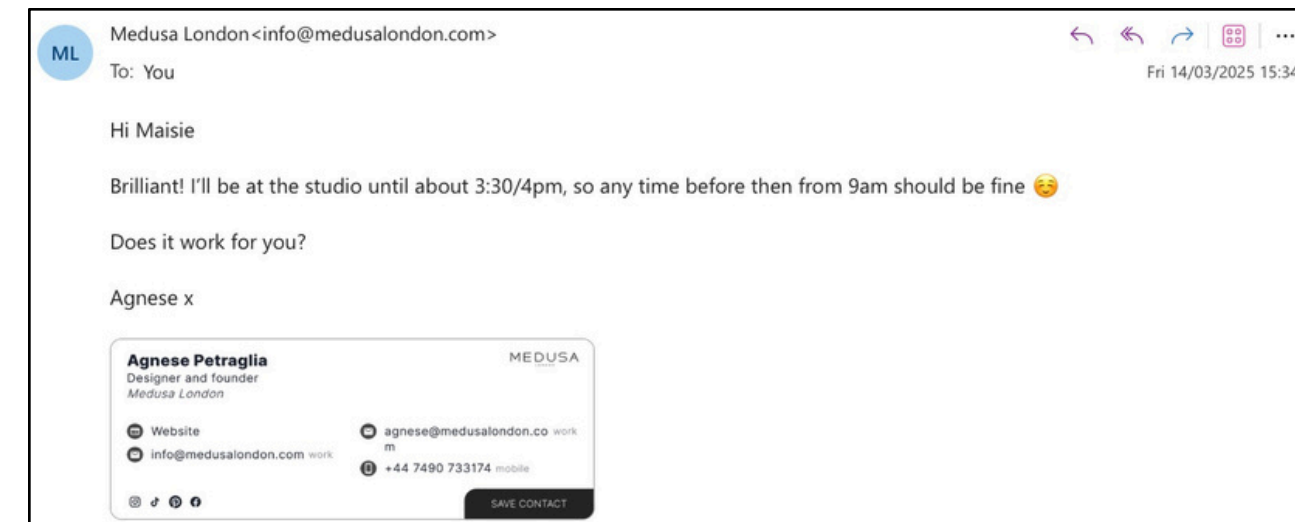 ML
Medusa London<info@medusalondon.com>
To: You
Fri 14/03/2025 15:34
Hi Maisie
Brilliant! I'll be at the studio until about 3:30/4pm, so any time before then from 9am should be fine ☺️
Does it work for you?
Agnese x
Agnese Petraglia
MEDUSA
Designer and founder
Medusa London
Website
info@medusalondon.com work
agnese@medusalondon.co work
m
+44 7490 733174 mobile
SAVE CONTACT